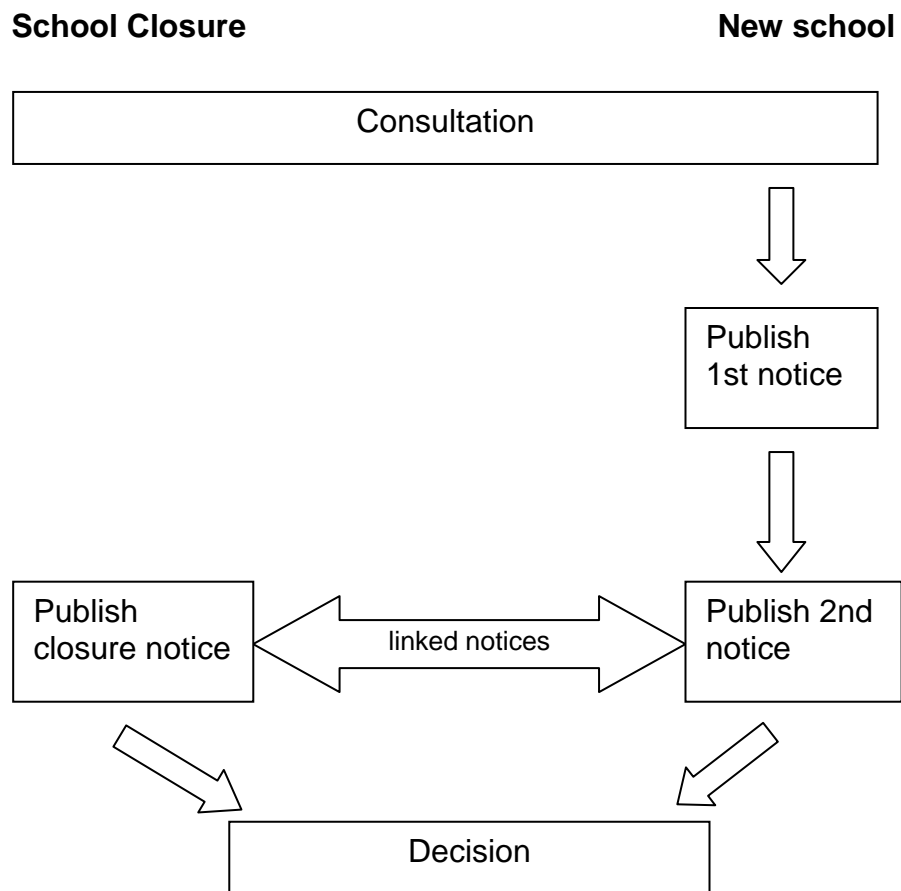 School Closure
New school
Consultation
Publish
1st notice
Publish
closure notice
linked notices
Publish 2nd
notice
Decision